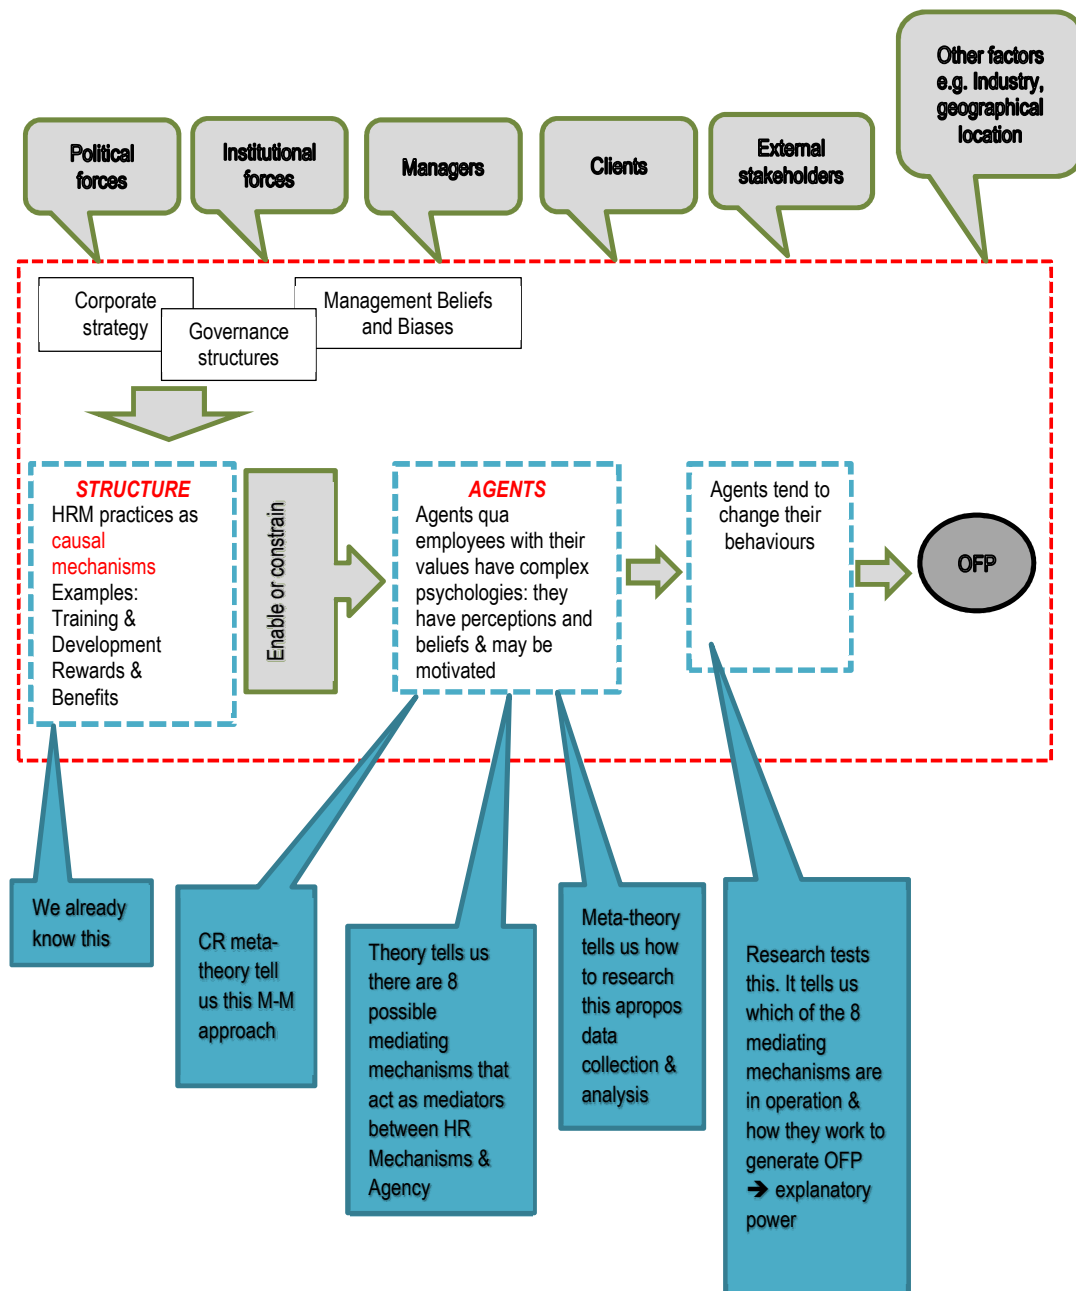 Other factors
e.g. Industry,
geographical
location
Political
forces
Institutional
forces
Managers
Clients
External
stakeholders
Corporate
strategy
Governance
structures
Management Beliefs
and Biases
STRUCTURE
HRM practices as
causal
mechanisms
Examples:
Training &
Development
Rewards &
Benefits
Enable or constrain
AGENTS
Agents qua
employees with their
values have complex
psychologies: they
have perceptions and
beliefs & may be
motivated
Agents tend to
change their
behaviours
OFP
We already
know this
CR meta-
theory tell
us this M-M
approach
Theory tells us
there are 8
possible
mediating
mechanisms that
act as mediators
between HR
Mechanisms &
Agency
Meta-theory
tells us how
to research
this apropos
data
collection &
analysis
Research tests
this. It tells us
which of the 8
mediating
mechanisms are
in operation &
how they work to
generate OFP
➔ explanatory
power